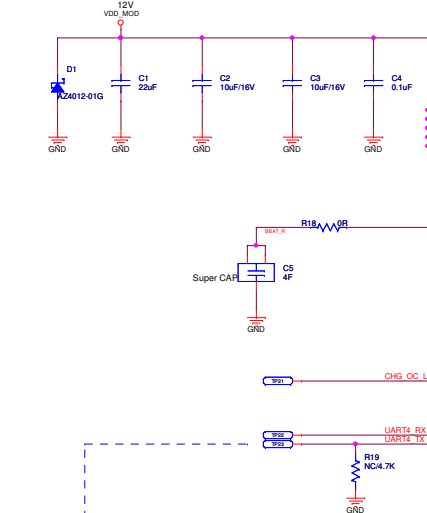 12V
VDD_MOD
D1
AZ4012-01G
C1
22uF
C2
10uF/16V
C3
10uF/16V
C4
0.1uF
GND
GND
GND
GND
GND
R18
0R
BBAT_R
Super CAP
C5
4F
GND
TP21
CHG_OC_L
TP22
UART4_RX
TP23
UART4_TX
R19
NC/4.7K
GND